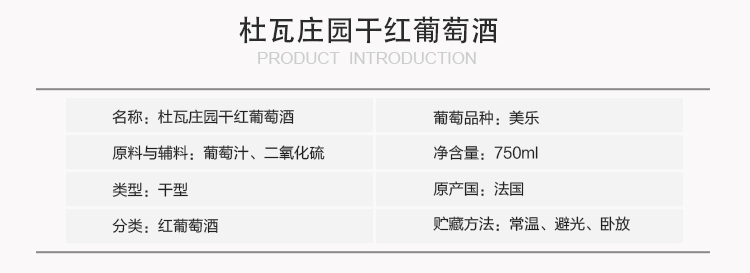 杜瓦庄园干红葡萄酒
PRODUCT INTRODUCTION
名称：杜瓦庄园干红葡萄酒
葡萄品种：美乐
原料与辅料：葡萄汁、二氧化硫
净含量：750ml
类型：干型
原产国：法国
分类：红葡萄酒
贮藏方法：常温、避光、卧放